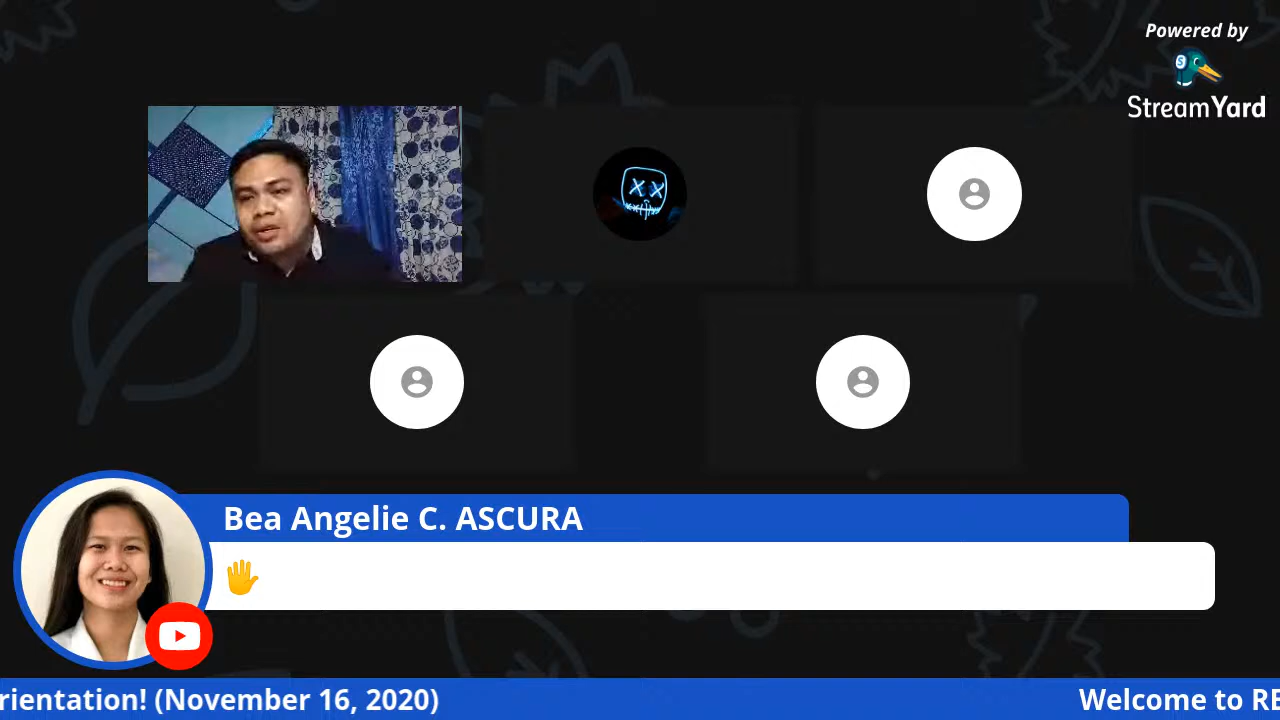 Powered by
StreamYard
Bea Angelie C. ASCURA
🖐
rientation! (November 16, 2020)
Welcome to RE